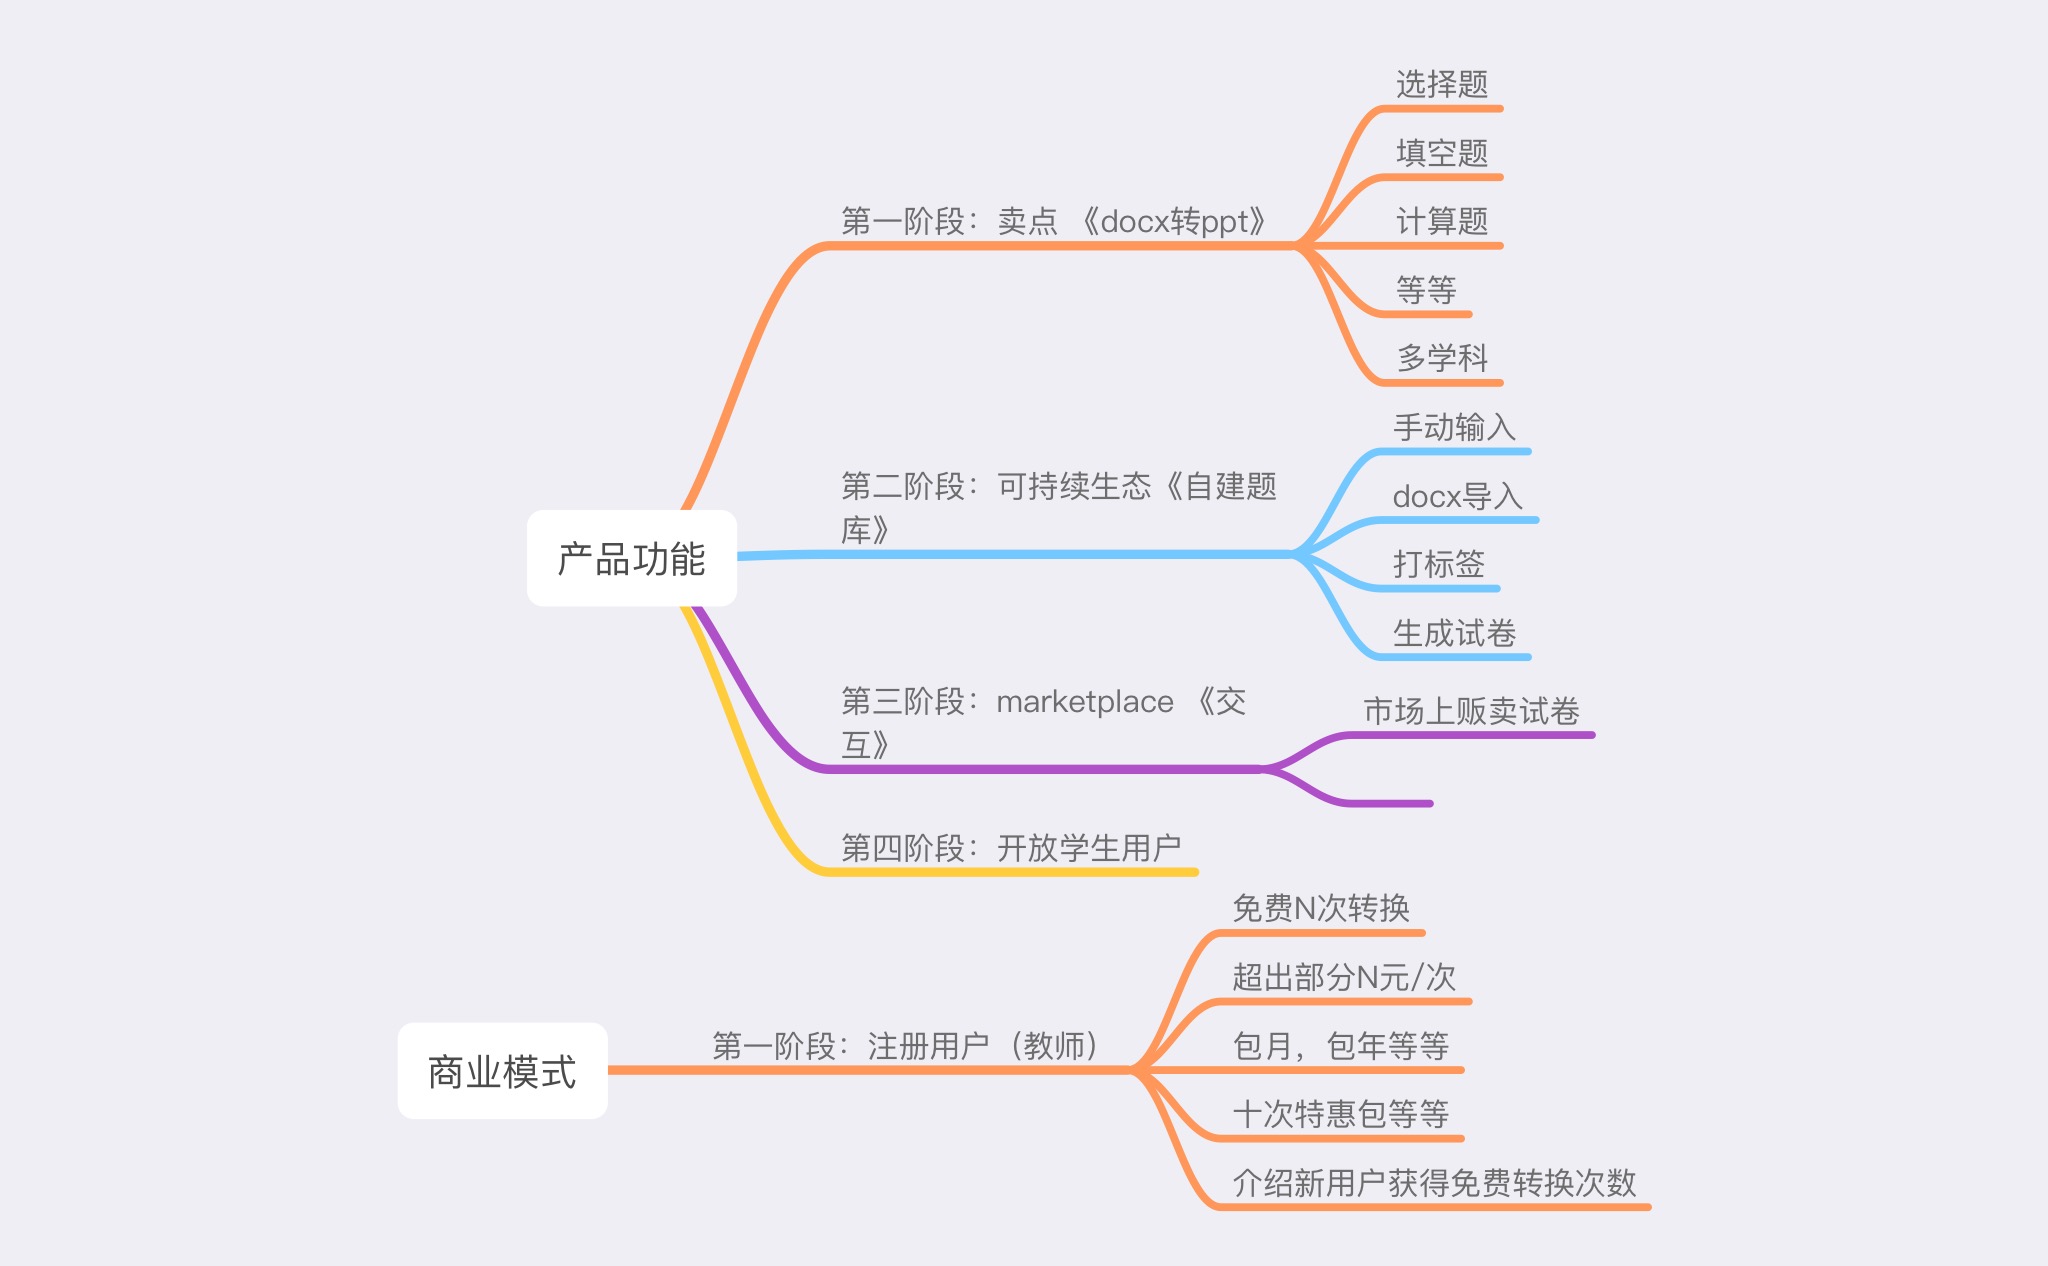 产品功能
第一阶段：卖点 《docx转ppt》
选择题
填空题
计算题
等等
多学科
第二阶段：可持续生态《自建题
库》
手动输入
docx导入
打标签
生成试卷
第三阶段：marketplace 《交
互》
市场上贩卖试卷
第四阶段：开放学生用户
商业模式
第一阶段：注册用户（教师）
免费N次转换
超出部分N元/次
包月，包年等等
十次特惠包等等
介绍新用户获得免费转换次数